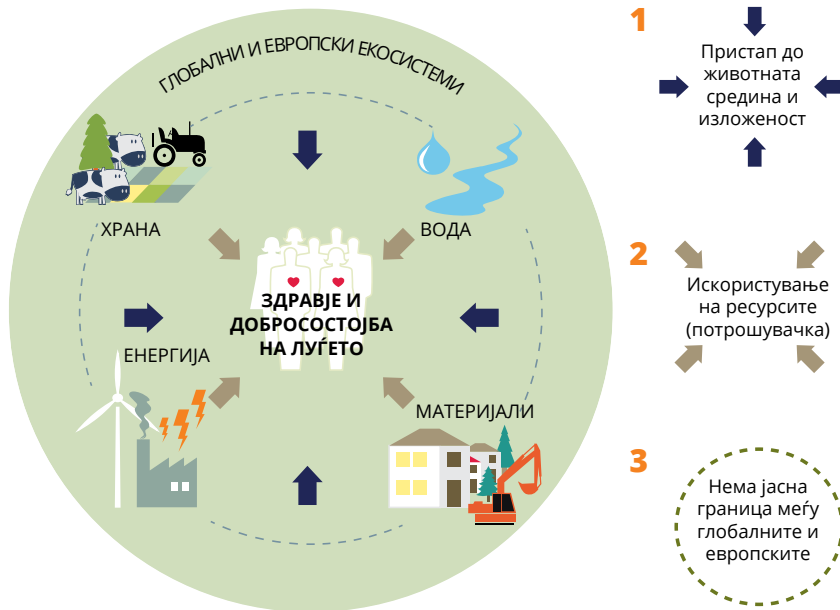 ГЛОБАЛНИ И ЕВРОПСКИ ЕКОСИСТЕМИ
ХРАНА
ВОДА
ЗДРАВЈЕ И
ДОБРОСОСТОЈБА
НА ЛУЃЕТО
ЕНЕРГИЈА
МАТЕРИЈАЛИ
1
Пристап до
животната
средина и
изложеност
2
Искористување
на ресурсите
(потрошувачка)
3
Нема јасна
граница меѓу
глобалните и
европските